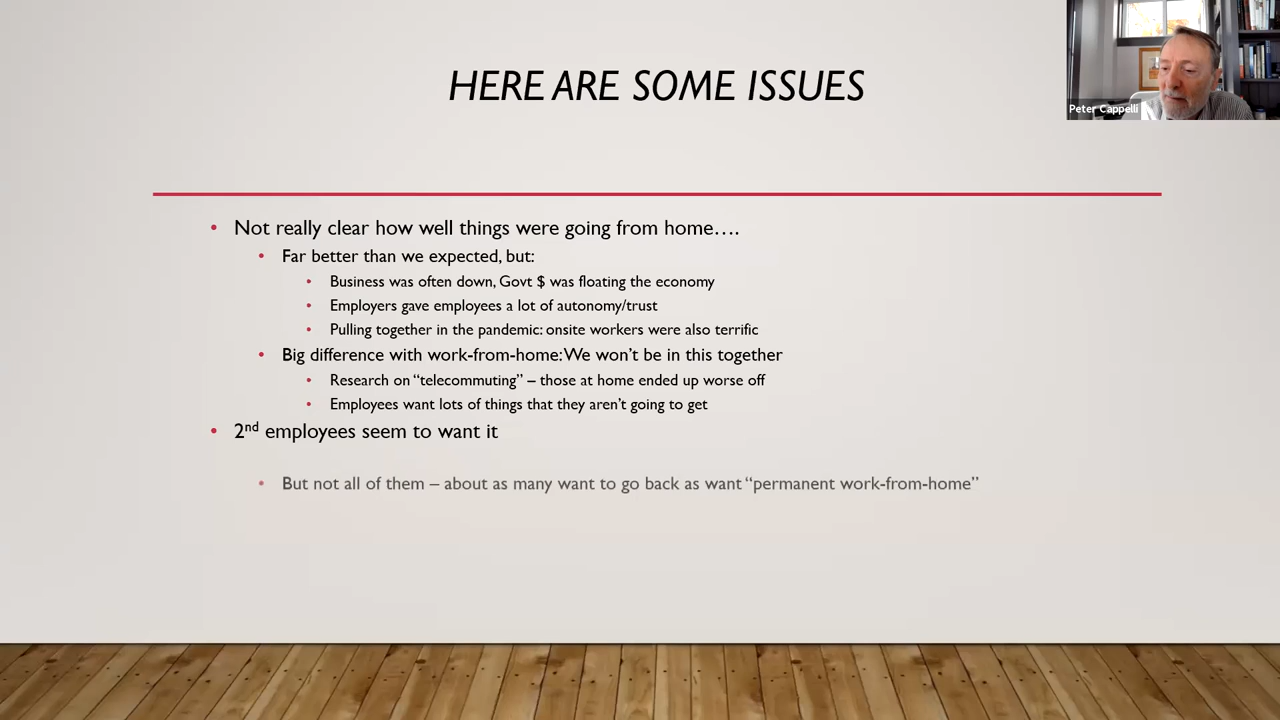 HERE ARE SOME ISSUES
Peter Cappelli
• Not really clear how well things were going from home….
• Far better than we expected, but:
• Business was often down, Govt $ was floating the economy
• Employers gave employees a lot of autonomy/trust
• Pulling together in the pandemic: onsite workers were also terrific
• Big difference with work-from-home: We won’t be in this together
• Research on “telecommuting” – those at home ended up worse off
• Employees want lots of things that they aren’t going to get
• 2nd employees seem to want it
• But not all of them – about as many want to go back as want “permanent work-from-home”